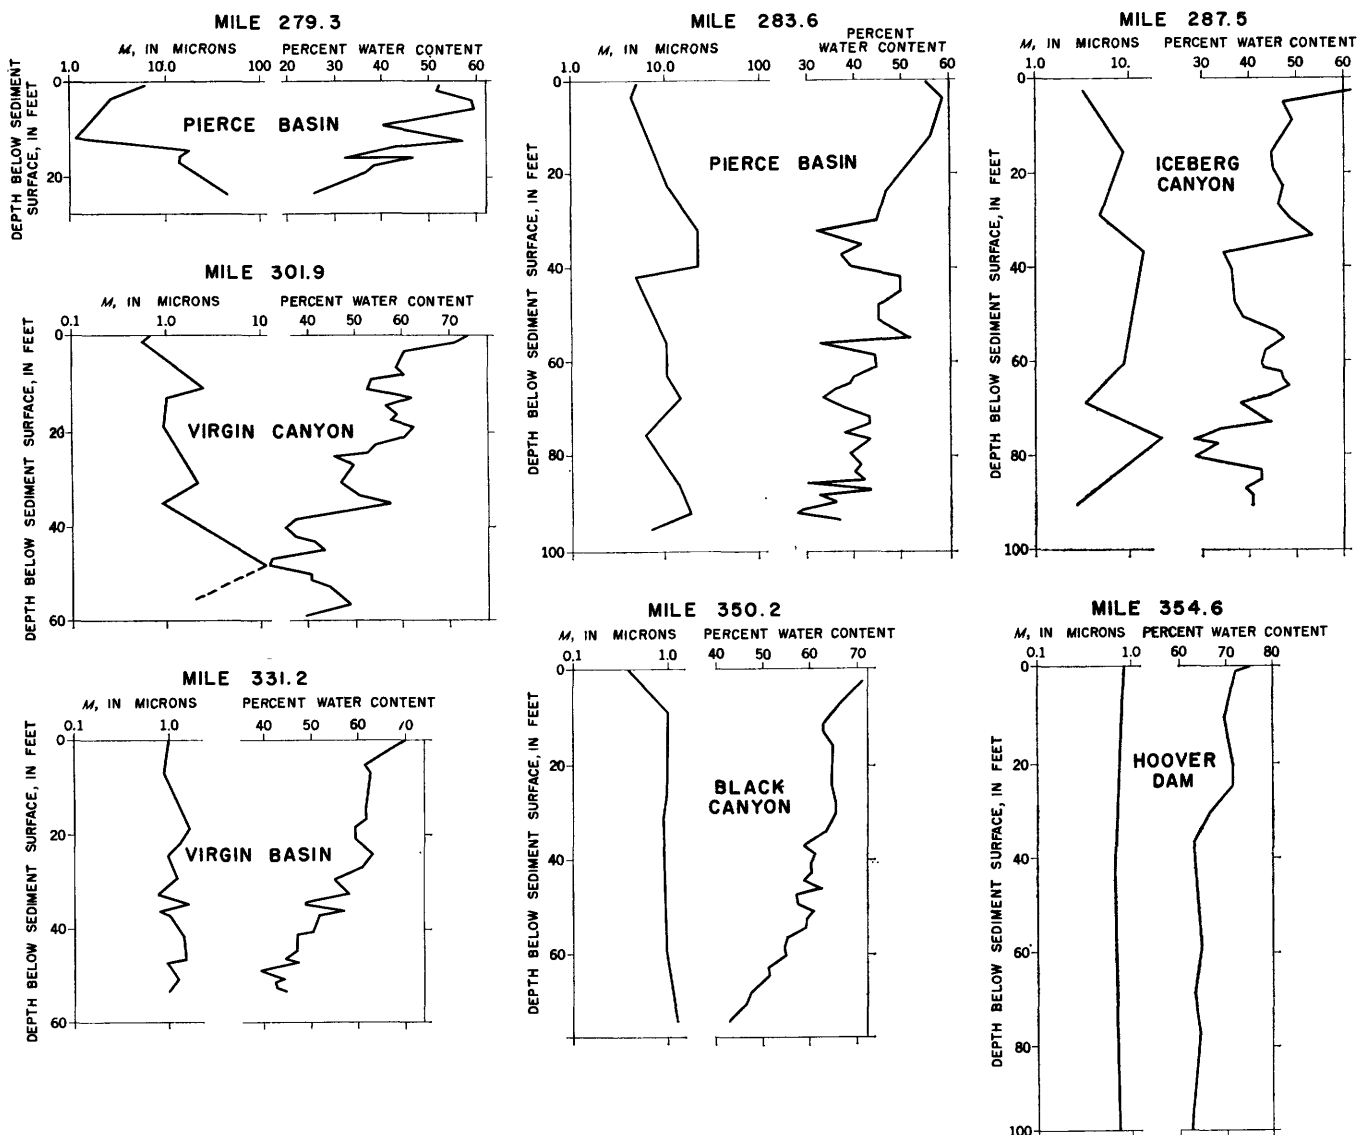 MILE 279.3
M, IN MICRONS PERCENT WATER CONTENT
1.0 10.0 100 20 30 40 50 60
0
20
DEPTH BELOW SEDIMENT
SURFACE, IN FEET
PIERCE BASIN
MILE 283.6
M, IN MICRONS PERCENT
WATER CONTENT
1.0 10.0 100 30 40 50 60
0
20
40
60
80
100
DEPTH BELOW SEDIMENT SURFACE, IN FEET
PIERCE BASIN
MILE 287.5
M, IN MICRONS PERCENT WATER CONTENT
1.0 10. 30 40 50 60
0
20
40
60
80
100
DEPTH BELOW SEDIMENT SURFACE, IN FEET
ICEBERG
CANYON
MILE 301.9
M, IN MICRONS PERCENT WATER CONTENT
0.1 1.0 10 40 50 60 70
0
20
40
60
DEPTH BELOW SEDIMENT SURFACE, IN FEET
VIRGIN CANYON
MILE 331.2
M, IN MICRONS PERCENT WATER CONTENT
0.1 1.0 40 50 60 70
0
20
40
60
DEPTH BELOW SEDIMENT SURFACE, IN FEET
VIRGIN BASIN
MILE 350.2
M, IN MICRONS PERCENT WATER CONTENT
0.1 1.0 40 50 60 70
0
20
40
60
DEPTH BELOW SEDIMENT SURFACE, IN FEET
BLACK
CANYON
MILE 354.6
M, IN MICRONS PERCENT WATER CONTENT
0.1 1.0 60 70 80
0
20
40
60
80
100
DEPTH BELOW SEDIMENT SURFACE, IN FEET
HOOVER
DAM